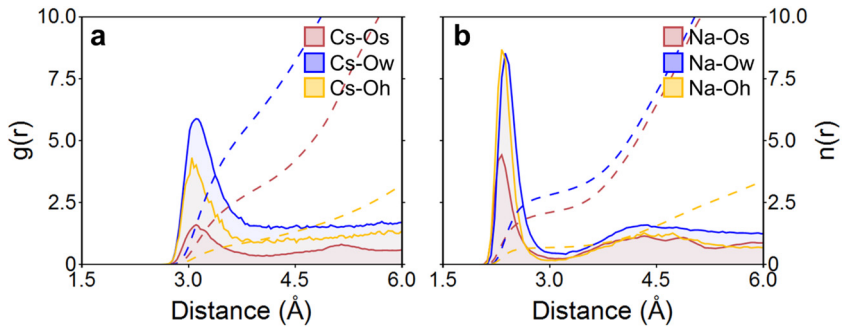 a
Cs-Os
Cs-Ow
Cs-Oh
g(r)
10.0
7.5
5.0
2.5
0
1.5
3.0
4.5
6.0
Distance (Å)
b
Na-Os
Na-Ow
Na-Oh
10.0
7.5
5.0
2.5
0
n(r)
1.5
3.0
4.5
6.0
Distance (Å)